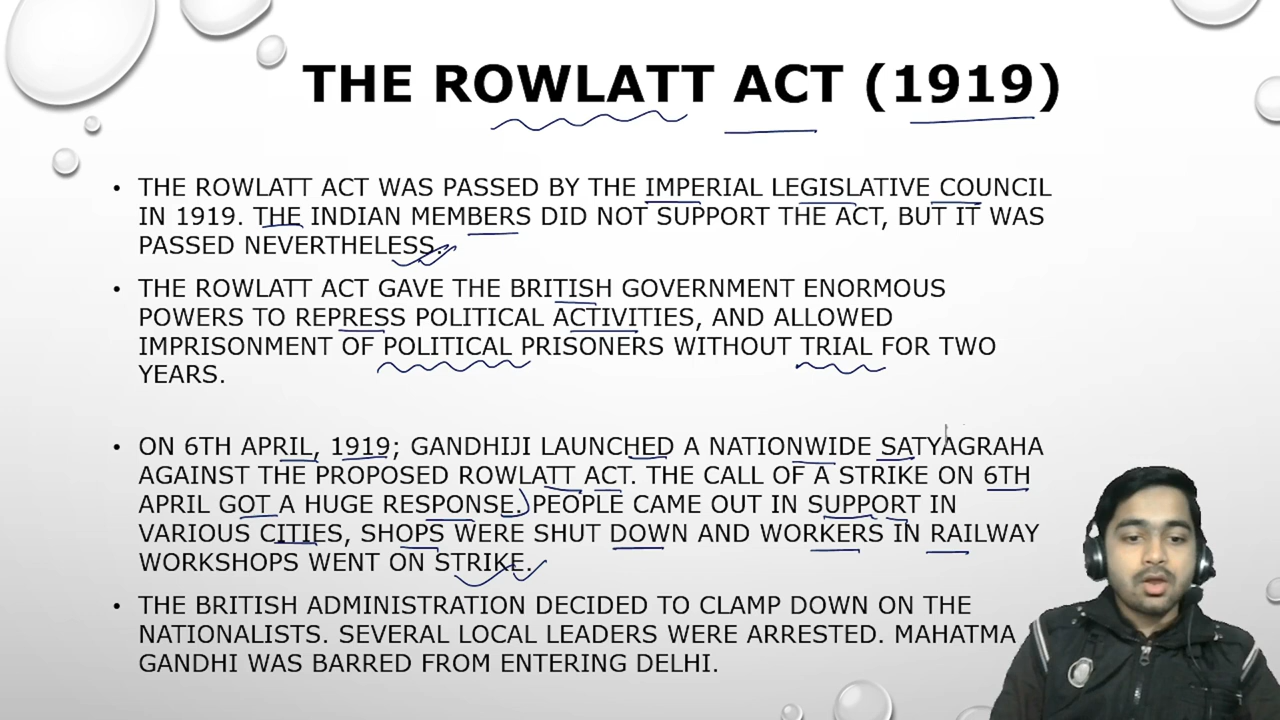 THE ROWLATT ACT (1919)
• THE ROWLATT ACT WAS PASSED BY THE IMPERIAL LEGISLATIVE COUNCIL
IN 1919. THE INDIAN MEMBERS DID NOT SUPPORT THE ACT, BUT IT WAS
PASSED NEVERTHELESS.
• THE ROWLATT ACT GAVE THE BRITISH GOVERNMENT ENORMOUS
POWERS TO REPRESS POLITICAL ACTIVITIES, AND ALLOWED
IMPRISONMENT OF POLITICAL PRISONERS WITHOUT TRIAL FOR TWO
YEARS.
• ON 6TH APRIL, 1919; GANDHIJI LAUNCHED A NATIONWIDE SATYAGRAHA
AGAINST THE PROPOSED ROWLATT ACT. THE CALL OF A STRIKE ON 6TH
APRIL GOT A HUGE RESPONSE. PEOPLE CAME OUT IN SUPPORT IN
VARIOUS CITIES, SHOPS WERE SHUT DOWN AND WORKERS IN RAILWAY
WORKSHOPS WENT ON STRIKE.
• THE BRITISH ADMINISTRATION DECIDED TO CLAMP DOWN ON THE
NATIONALISTS. SEVERAL LOCAL LEADERS WERE ARRESTED. MAHATMA
GANDHI WAS BARRED FROM ENTERING DELHI.